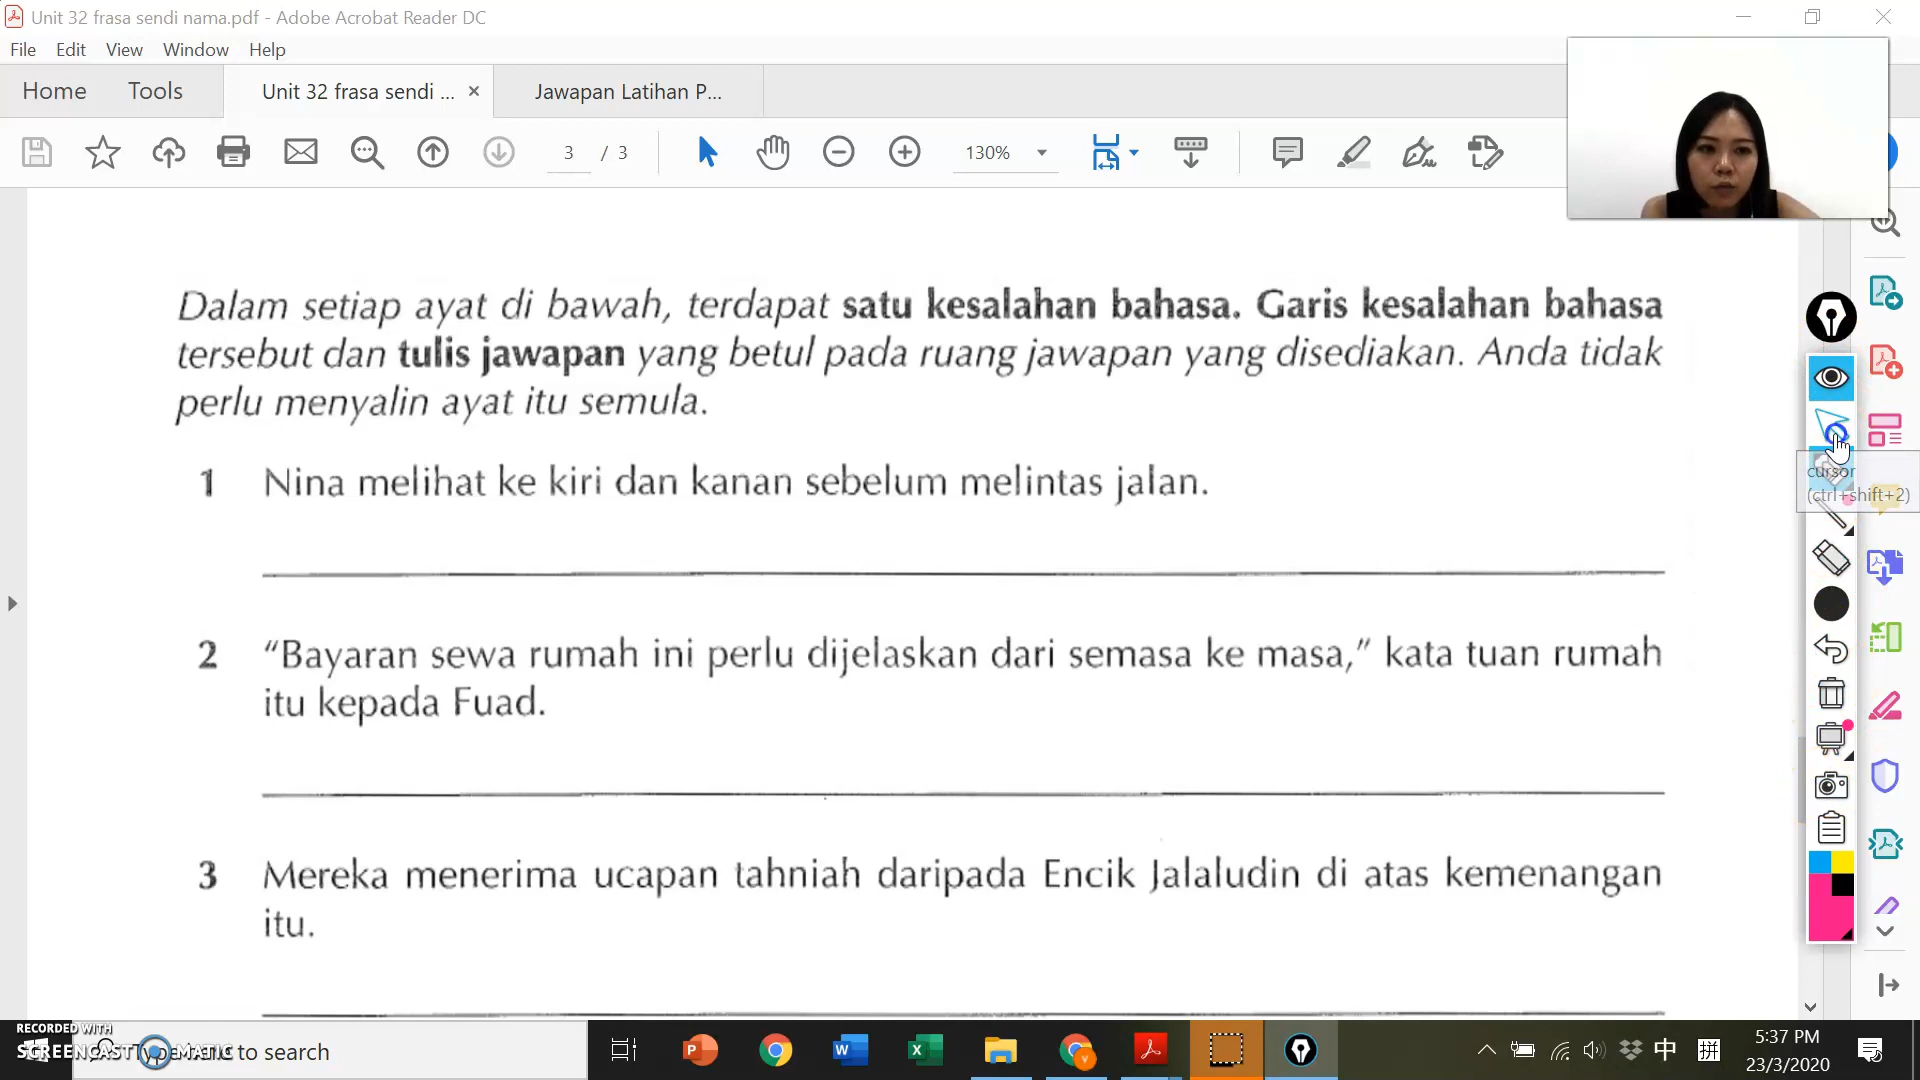 Unit 32 frasa sendi nama.pdf - Adobe Acrobat Reader DC
File Edit View Window Help
Home Tools Unit 32 frasa sendi ... × Jawapan Latihan P...
3 / 3 130%
Dalam setiap ayat di bawah, terdapat satu kesalahan bahasa. Garis kesalahan bahasa
tersebut dan tulis jawapan yang betul pada ruang jawapan yang disediakan. Anda tidak
perlu menyalin ayat itu semula.
cursor
(ctrl+shift+2)
1 Nina melihat ke kiri dan kanan sebelum melintas jalan.
2 “Bayaran sewa rumah ini perlu dijelaskan dari semasa ke masa,” kata tuan rumah
itu kepada Fuad.
3 Mereka menerima ucapan tahniah daripada Encik Jalaludin di atas kemenangan
itu.
RECORDED WITH
SCREENCAST MATIC
to search
中 拼
5:37 PM
23/3/2020